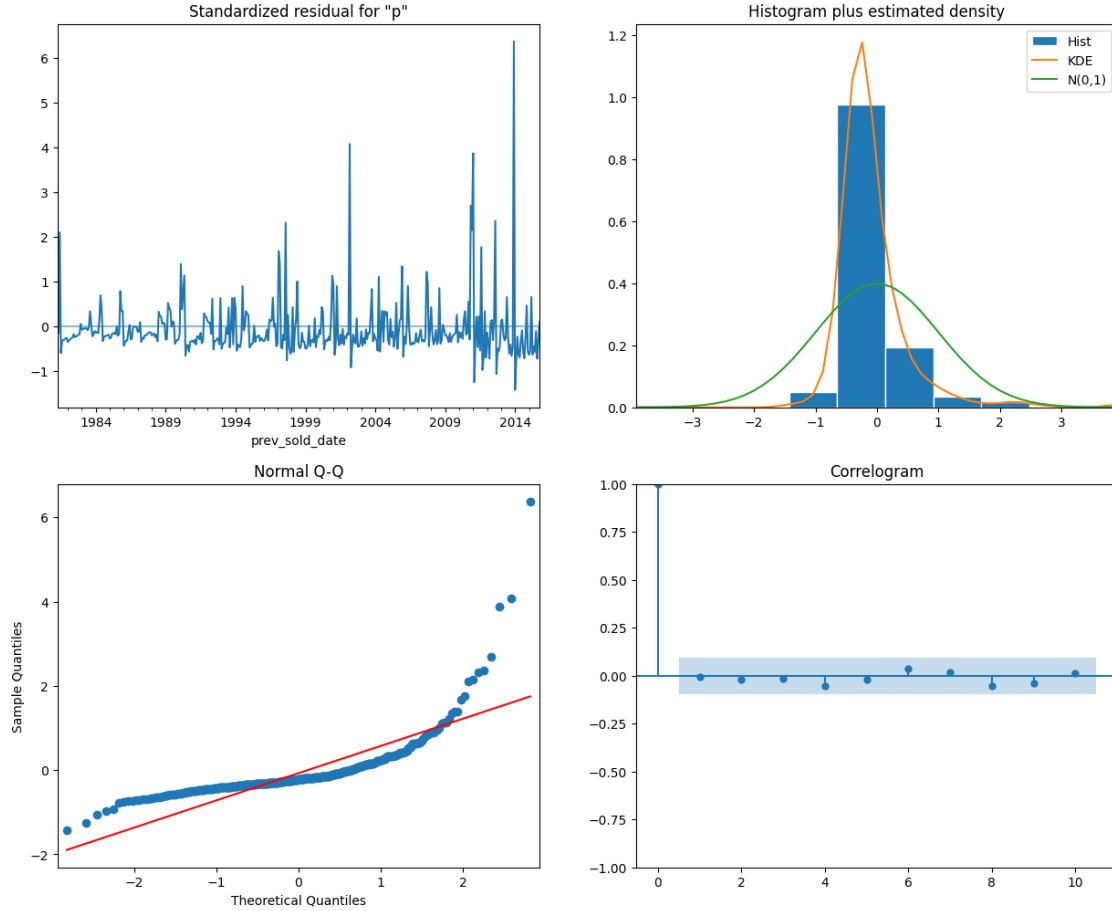 Standardized residual for "p"
6
5
4
3
2
1
0
−1
1984 1989 1994 1999 2004 2009 2014
prev_sold_date
Histogram plus estimated density
Hist
KDE
N(0,1)
1.2
1.0
0.8
0.6
0.4
0.2
0.0
−3 −2 −1 0 1 2 3
Normal Q-Q
Sample Quantiles
6
4
2
0
−2
−2 −1 0 1 2
Theoretical Quantiles
Correlogram
1.00
0.75
0.50
0.25
0.00
−0.25
−0.50
−0.75
−1.00
0 2 4 6 8 10